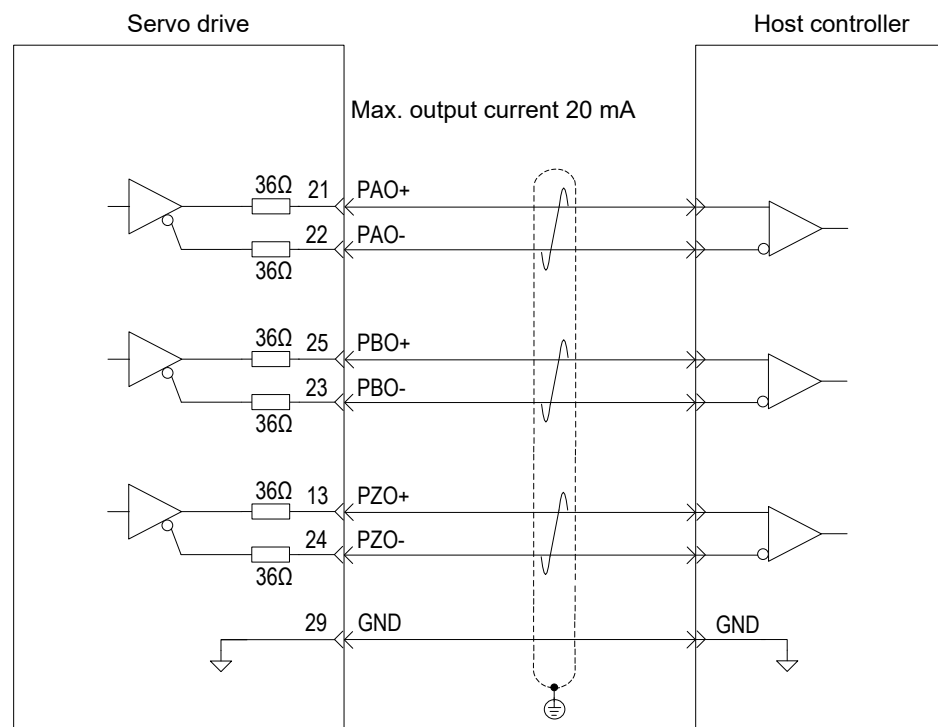 Servo drive
Host controller
Max. output current 20 mA
36Ω 21 PAO+
22 PAO-
36Ω
36Ω 25 PBO+
23 PBO-
36Ω
36Ω 13 PZO+
24 PZO-
36Ω
29 GND GND